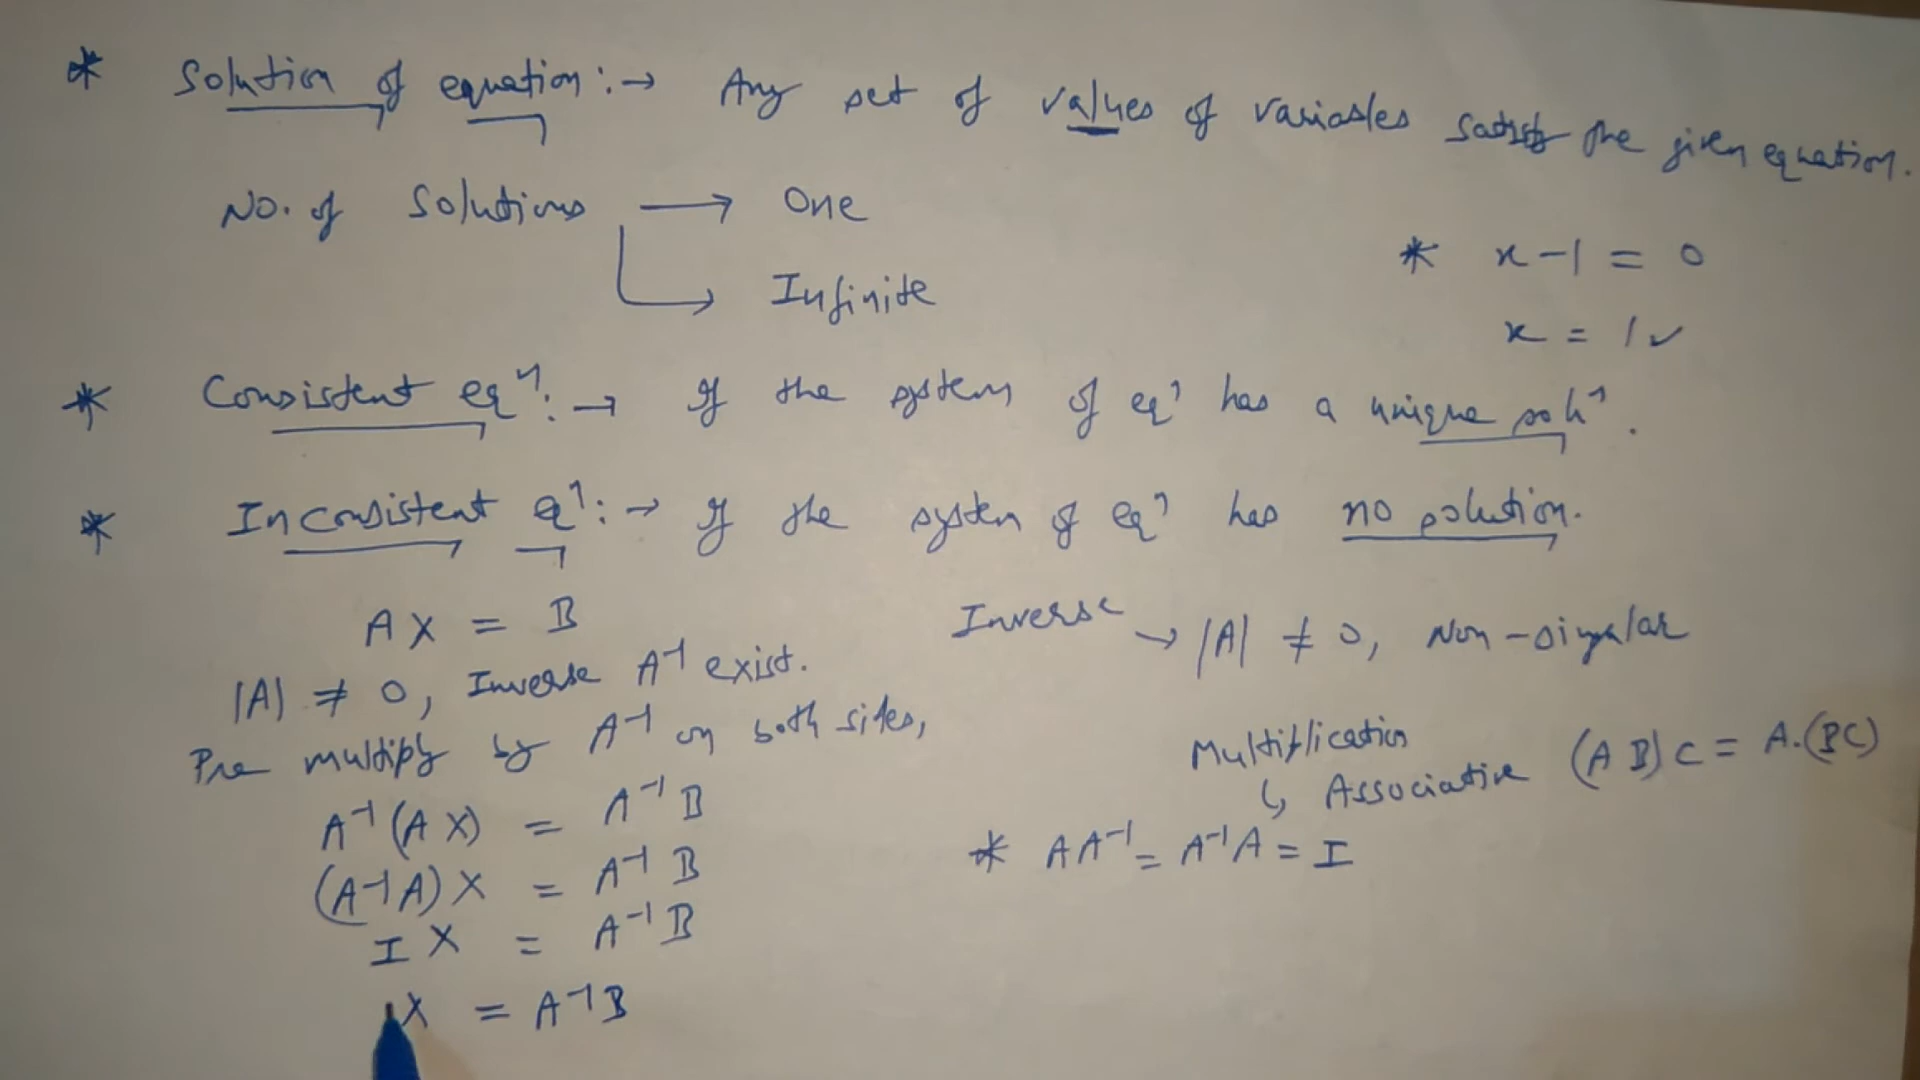 * Solution of equation :→ Any set of values of variables satisfy the given equation.
No. of solutions → One
Infinite
* x - 1 = 0
x = 1 ✓
* Consistent eqⁿ :→ If the system of eqⁿ has a unique solⁿ.
* Inconsistent eqⁿ :→ If the system of eqⁿ has no solution.
AX = B
|A| ≠ 0, Inverse A⁻¹ exist.
Pre multiply by A⁻¹ on both sides,
A⁻¹(AX) = A⁻¹B
(A⁻¹A)X = A⁻¹B
IX = A⁻¹B
X = A⁻¹B
Inverse → |A| ≠ 0, Non-singular
Multiplication
↳ Associative (AB)C = A.(BC)
* AA⁻¹ = A⁻¹A = I